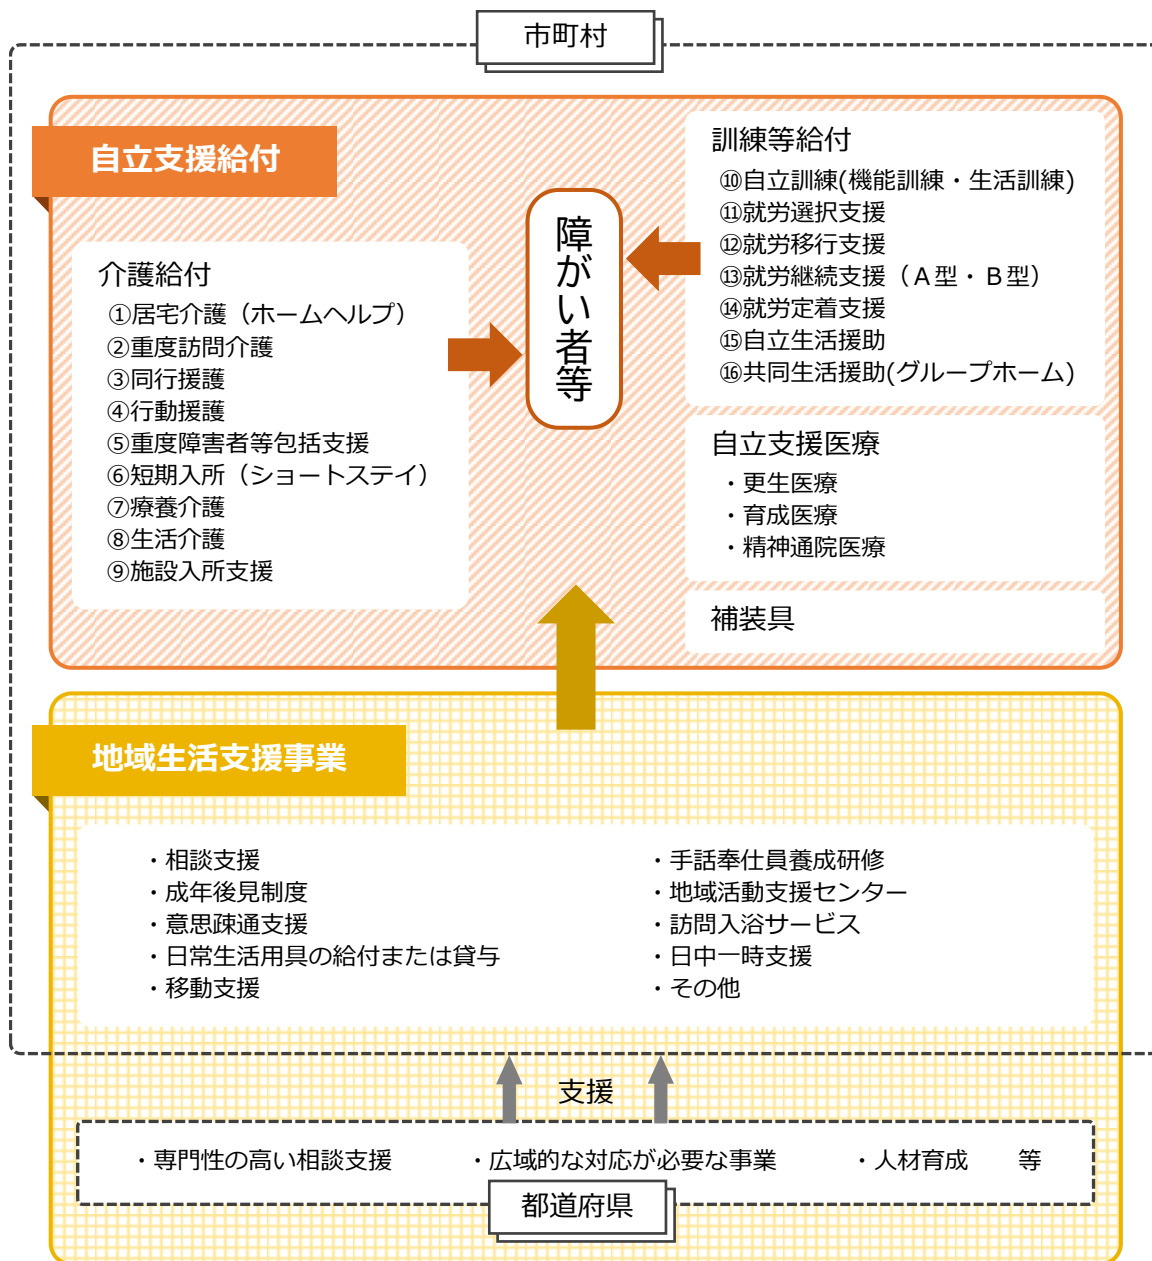 市町村
自立支援給付
介護給付
①居宅介護（ホームヘルプ）
②重度訪問介護
③同行援護
④行動援護
⑤重度障害者等包括支援
⑥短期入所（ショートステイ）
⑦療養介護
⑧生活介護
⑨施設入所支援
障がい者等
訓練等給付
⑩自立訓練(機能訓練・生活訓練)
⑪就労選択支援
⑫就労移行支援
⑬就労継続支援（Ａ型・Ｂ型）
⑭就労定着支援
⑮自立生活援助
⑯共同生活援助(グループホーム)
自立支援医療
・更生医療
・育成医療
・精神通院医療
補装具
地域生活支援事業
・相談支援
・成年後見制度
・意思疎通支援
・日常生活用具の給付または貸与
・移動支援
・手話奉仕員養成研修
・地域活動支援センター
・訪問入浴サービス
・日中一時支援
・その他
支援
・専門性の高い相談支援　・広域的な対応が必要な事業　・人材育成　等
都道府県